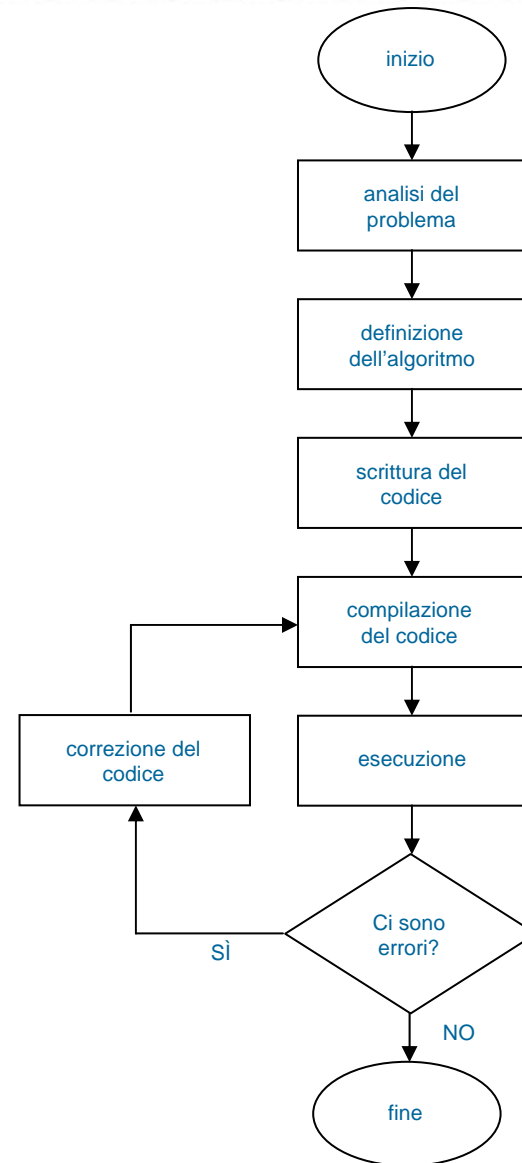 inizio
analisi del
problema
definizione
dell’algoritmo
scrittura del
codice
compilazione
del codice
correzione del
codice
esecuzione
Ci sono
errori?
SÌ
NO
fine